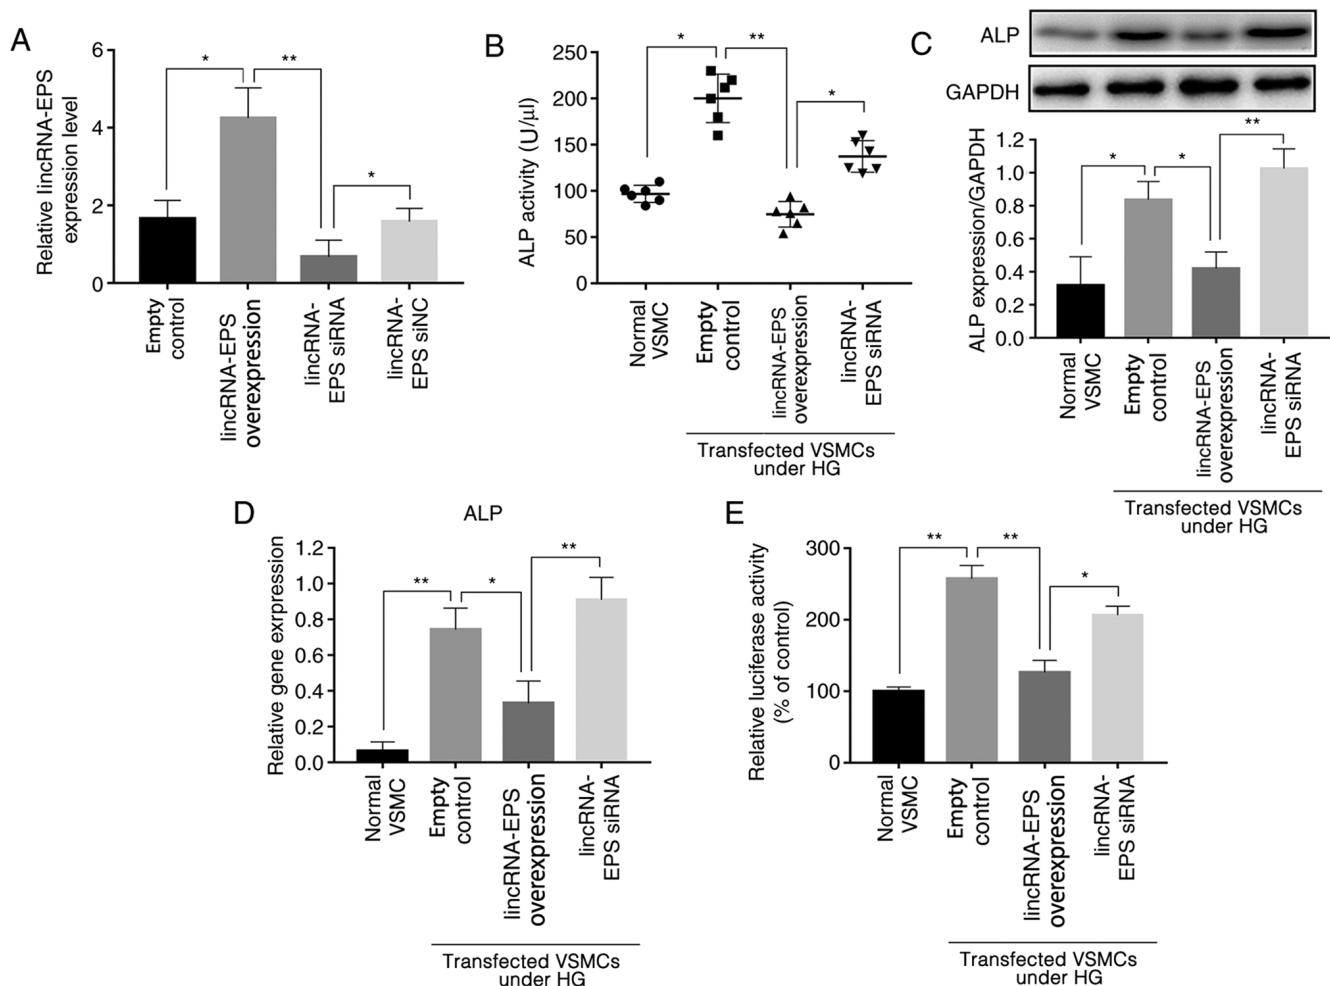 A
Relative lincRNA-EPS
expression level
6
4
2
0
*
**
*
Empty
control
lincRNA-EPS
overexpression
lincRNA-
EPS siRNA
lincRNA-
EPS siNC
B
ALP activity (U/µl)
250
200
150
100
50
0
*
**
*
Normal
VSMC
Empty
control
lincRNA-EPS
overexpression
lincRNA-
EPS siRNA
Transfected VSMCs
under HG
C
ALP
GAPDH
ALP expression/GAPDH
1.2
1.0
0.8
0.6
0.4
0.2
0.0
*
*
**
Normal
VSMC
Empty
control
lincRNA-EPS
overexpression
lincRNA-
EPS siRNA
Transfected VSMCs
under HG
D
ALP
Relative gene exrpression
1.2
1.0
0.8
0.6
0.4
0.2
0.0
**
*
**
Normal
VSMC
Empty
control
lincRNA-EPS
overexpression
lincRNA-
EPS siRNA
Transfected VSMCs
under HG
E
Relative luciferase activity
(% of control)
300
200
100
0
**
**
*
Normal
VSMC
Empty
control
lincRNA-EPS
overexpression
lincRNA-
EPS siRNA
Transfected VSMCs
under HG